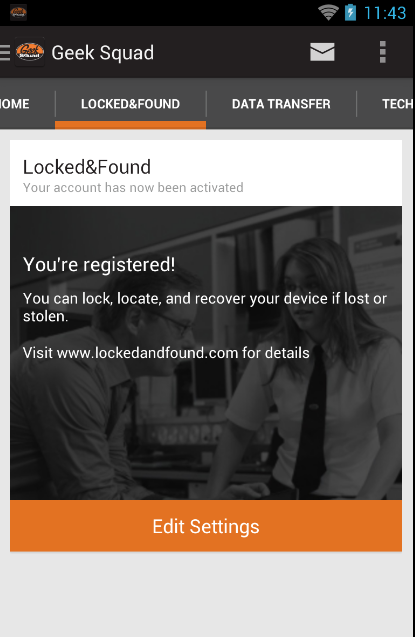 11:43
Geek Squad
HOME
LOCKED&FOUND
DATA TRANSFER
TECH
Locked&Found
Your account has now been activated
You're registered!
You can lock, locate, and recover your device if lost or
stolen.
Visit www.lockedandfound.com for details
Edit Settings